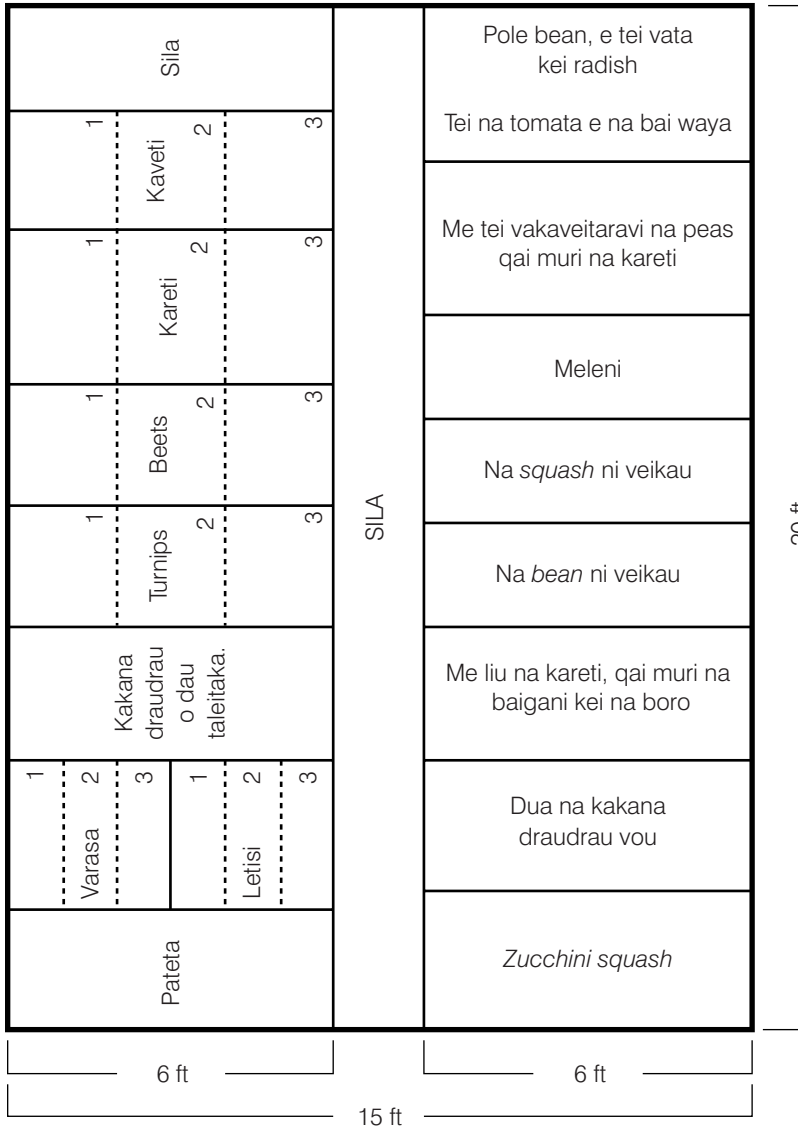 Sila
1
2
3
Kaveti
1
2
3
Kareti
1
2
3
Beets
1
2
3
Turnips
Kakana
draudrau
o dau
taleitaka.
1
2
3
Varasa
1
2
3
Letisi
Pateta
SILA
Pole bean, e tei vata
kei radish
Tei na tomata e na bai waya
Me tei vakaveitaravi na peas
qai muri na kareti
Meleni
Na squash ni veikau
Na bean ni veikau
Me liu na kareti, qai muri na
baigani kei na boro
Dua na kakana
draudrau vou
Zucchini squash
6 ft
6 ft
15 ft